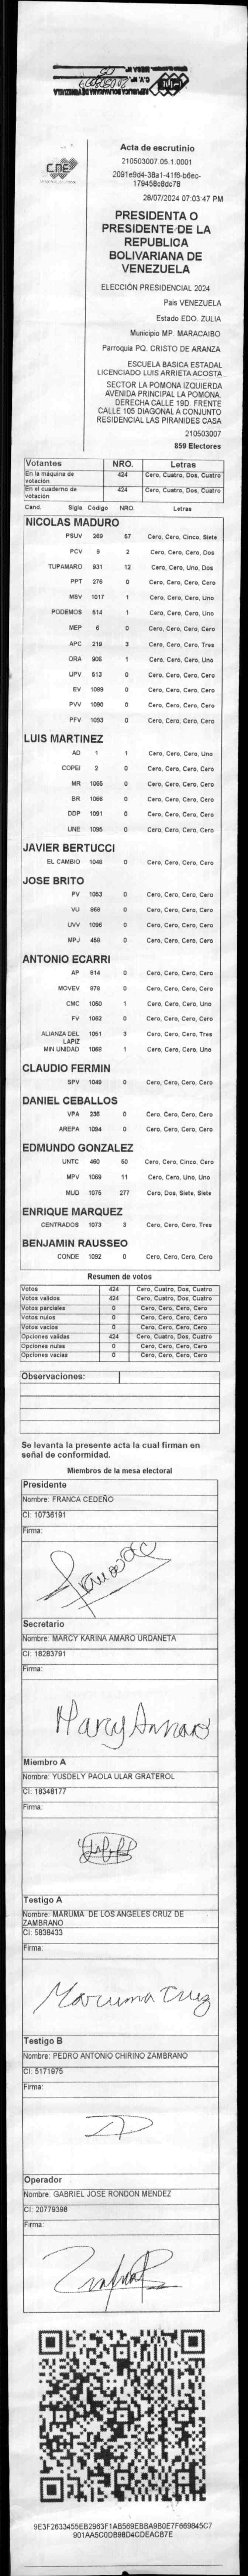 CNE
Acta de escrutinio
210503007.05.1.0001
2091e9d4-38a1-41f6-b6ec-
179458c8dc78
28/07/2024 07:03:47 PM
PRESIDENTA O
PRESIDENTE DE LA
REPUBLICA
BOLIVARIANA DE
VENEZUELA
ELECCIÓN PRESIDENCIAL 2024
Pais VENEZUELA
Estado EDO. ZULIA
Municipio MP. MARACAIBO
Parroquia PQ. CRISTO DE ARANZA
ESCUELA BASICA ESTADAL
LICENCIADO LUIS ARRIETA ACOSTA
SECTOR LA POMONA IZQUIERDA
AVENIDA PRINCIPAL LA POMONA.
DERECHA CALLE 19D. FRENTE
CALLE 105 DIAGONAL A CONJUNTO
RESIDENCIAL LAS PIRANIDES CASA
210503007
859 Electores
Votantes NRO. Letras
En la máquina de votación 424 Cero, Cuatro, Dos, Cuatro
En el cuaderno de votación 424 Cero, Cuatro, Dos, Cuatro
Cand. Sigla Codigo NRO. Letras
NICOLAS MADURO
PSUV 269 57 Cero, Cero, Cinco, Siete
PCV 9 2 Cero, Cero, Cero, Dos
TUPAMARO 931 12 Cero, Cero, Uno, Dos
PPT 276 0 Cero, Cero, Cero, Cero
MSV 1017 1 Cero, Cero, Cero, Uno
PODEMOS 514 1 Cero, Cero, Cero, Uno
MEP 6 0 Cero, Cero, Cero, Cero
APC 219 3 Cero, Cero, Cero, Tres
ORA 906 1 Cero, Cero, Cero, Uno
UPV 513 0 Cero, Cero, Cero, Cero
EV 1089 0 Cero, Cero, Cero, Cero
PVV 1090 0 Cero, Cero, Cero, Cero
PFV 1093 0 Cero, Cero, Cero, Cero
LUIS MARTINEZ
AD 1 1 Cero, Cero, Cero, Uno
COPEI 2 0 Cero, Cero, Cero, Cero
MR 1065 0 Cero, Cero, Cero, Cero
BR 1066 0 Cero, Cero, Cero, Cero
DDP 1091 0 Cero, Cero, Cero, Cero
UNE 1095 0 Cero, Cero, Cero, Cero
JAVIER BERTUCCI
EL CAMBIO 1048 0 Cero, Cero, Cero, Cero
JOSE BRITO
PV 1053 0 Cero, Cero, Cero, Cero
VU 868 0 Cero, Cero, Cero, Cero
UVV 1096 0 Cero, Cero, Cero, Cero
MPJ 458 0 Cero, Cero, Cero, Cero
ANTONIO ECARRI
AP 814 0 Cero, Cero, Cero, Cero
MOVEV 878 0 Cero, Cero, Cero, Cero
CMC 1050 1 Cero, Cero, Cero, Uno
FV 1062 0 Cero, Cero, Cero, Cero
ALIANZA DEL LAPIZ 1051 3 Cero, Cero, Cero, Tres
MIN UNIDAD 1068 1 Cero, Cero, Cero, Uno
CLAUDIO FERMIN
SPV 1049 0 Cero, Cero, Cero, Cero
DANIEL CEBALLOS
VPA 236 0 Cero, Cero, Cero, Cero
AREPA 1094 0 Cero, Cero, Cero, Cero
EDMUNDO GONZALEZ
UNTC 460 50 Cero, Cero, Cinco, Cero
MPV 1069 11 Cero, Cero, Uno, Uno
MUD 1075 277 Cero, Dos, Siete, Siete
ENRIQUE MARQUEZ
CENTRADOS 1073 3 Cero, Cero, Cero, Tres
BENJAMIN RAUSSEO
CONDE 1092 0 Cero, Cero, Cero, Cero
Resumen de votos
Votos 424 Cero, Cuatro, Dos, Cuatro
Votos validos 424 Cero, Cuatro, Dos, Cuatro
Votos parciales 0 Cero, Cero, Cero, Cero
Votos nulos 0 Cero, Cero, Cero, Cero
Votos vacios 0 Cero, Cero, Cero, Cero
Opciones validas 424 Cero, Cuatro, Dos, Cuatro
Opciones nulas 0 Cero, Cero, Cero, Cero
Opciones vacias 0 Cero, Cero, Cero, Cero
Observaciones:
Se levanta la presente acta la cual firman en
señal de conformidad.
Miembros de la mesa electoral
Presidente
Nombre: FRANCA CEDEÑO
CI: 10736191
Firma:
Secretario
Nombre: MARCY KARINA AMARO URDANETA
CI: 18283791
Firma:
Marcy Amaro
Miembro A
Nombre: YUSDELY PAOLA ULAR GRATEROL
CI: 18348177
Firma:
Testigo A
Nombre: MARUMA DE LOS ANGELES CRUZ DE
ZAMBRANO
CI: 5838433
Firma:
Maruma Cruz
Testigo B
Nombre: PEDRO ANTONIO CHIRINO ZAMBRANO
CI: 5171975
Firma:
Operador
Nombre: GABRIEL JOSE RONDON MENDEZ
CI: 20779398
Firma:
9E3F2633455EB2963F1AB569EBBA9B0E7F669845C7
901AA5C0DB98D4CDEACB7E